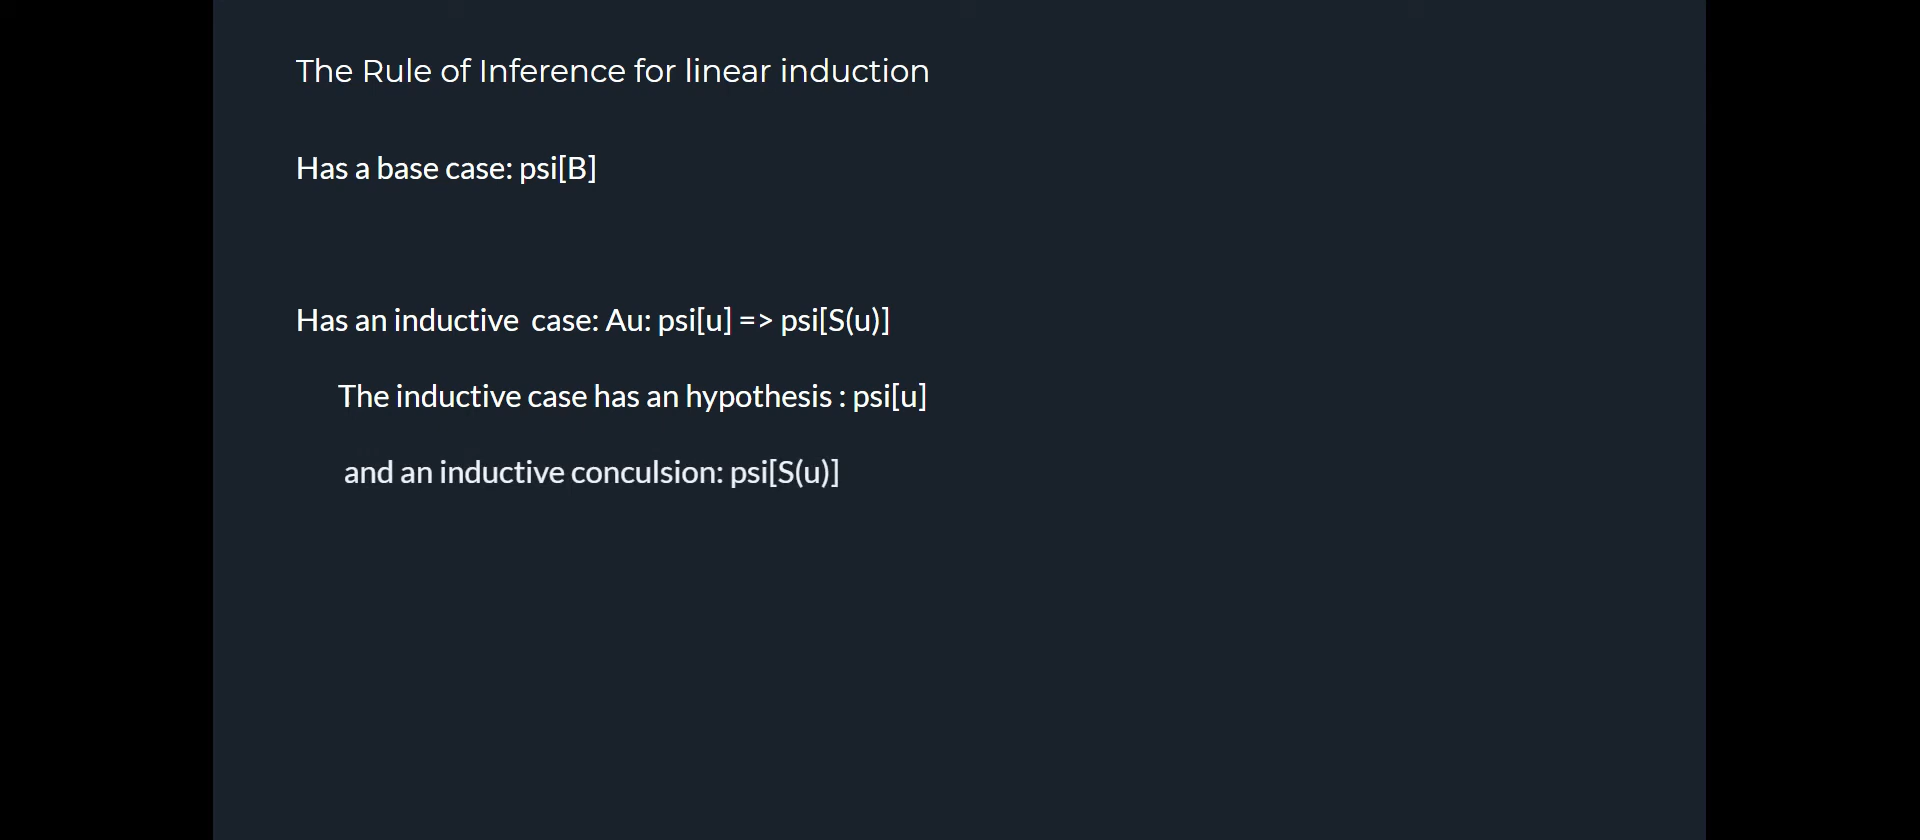 The Rule of Inference for linear induction
Has a base case: psi[B]
Has an inductive  case: Au: psi[u] => psi[S(u)]
The inductive case has an hypothesis : psi[u]
and an inductive conculsion: psi[S(u)]